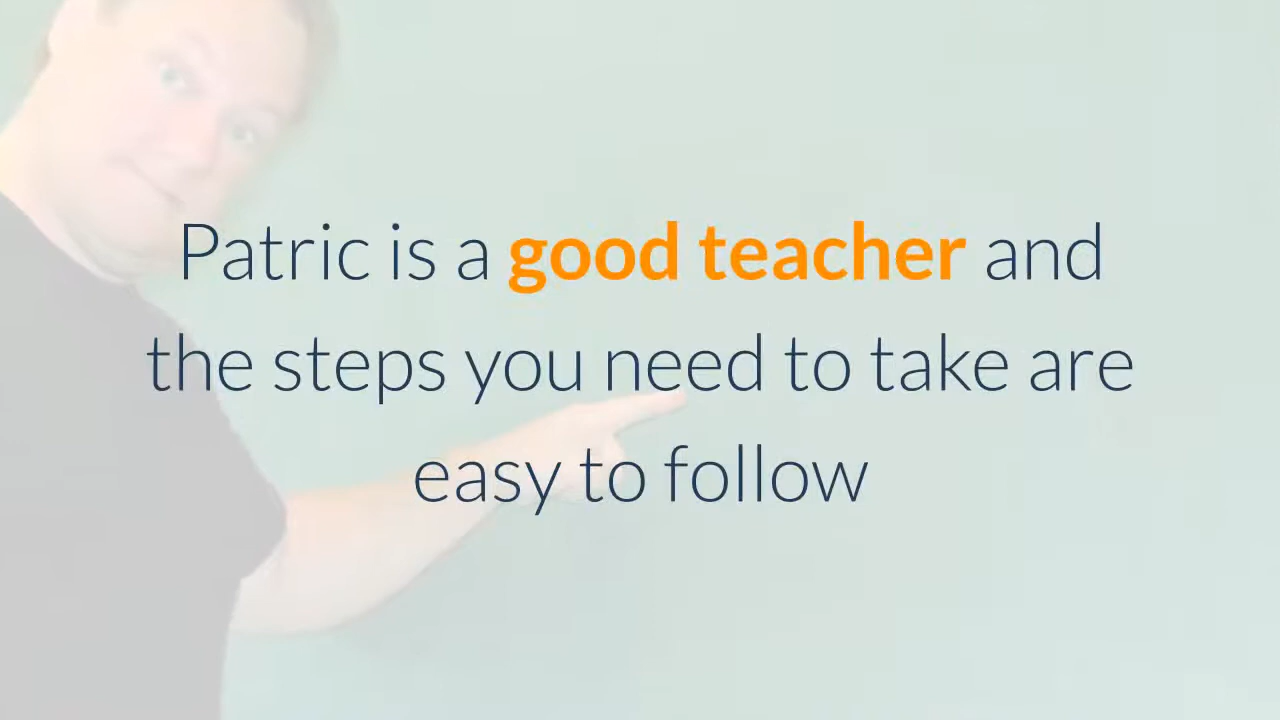 Patric is a good teacher and
the steps you need to take are
easy to follow